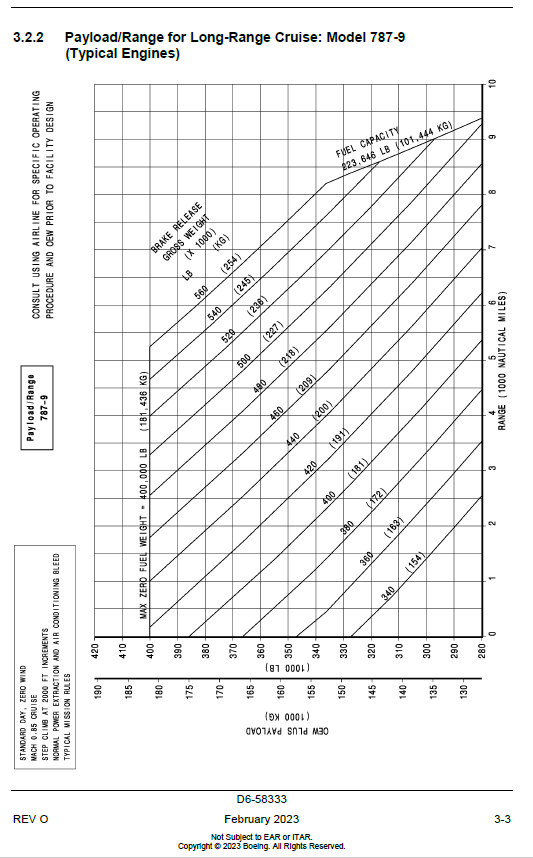 3.2.2 Payload/Range for Long-Range Cruise: Model 787-9
(Typical Engines)
CONSULT USING AIRLINE FOR SPECIFIC OPERATING
PROCEDURE AND OEW PRIOR TO FACILITY DESIGN
Payload/Range
787-9
STANDARD DAY, ZERO WIND
MACH 0.85 CRUISE
STEP CLIMB AT 2000 FT INCREMENTS
NORMAL POWER EXTRACTION AND AIR CONDITIONING BLEED
TYPICAL MISSION RULES
FUEL CAPACITY
223,646 LB (101,444 KG)
BRAKE RELEASE
GROSS WEIGHT
(X 1000)
LB (KG)
560 (254)
540 (245)
520 (236)
500 (227)
480 (218)
460 (209)
440 (200)
420 (191)
400 (181)
380 (172)
360 (163)
340 (154)
MAX ZERO FUEL WEIGHT = 400,000 LB (181,436 KG)
0 1 2 3 4 5 6 7 8 9 10
RANGE (1000 NAUTICAL MILES)
420 410 400 390 380 370 360 350 340 330 320 310 300 290 280
(1000 LB)
190 185 180 175 170 165 160 155 150 145 140 135 130
(1000 KG)
OEW PLUS PAYLOAD
D6-58333
REV O February 2023 3-3
Not Subject to EAR or ITAR.
Copyright © 2023 Boeing. All Rights Reserved.